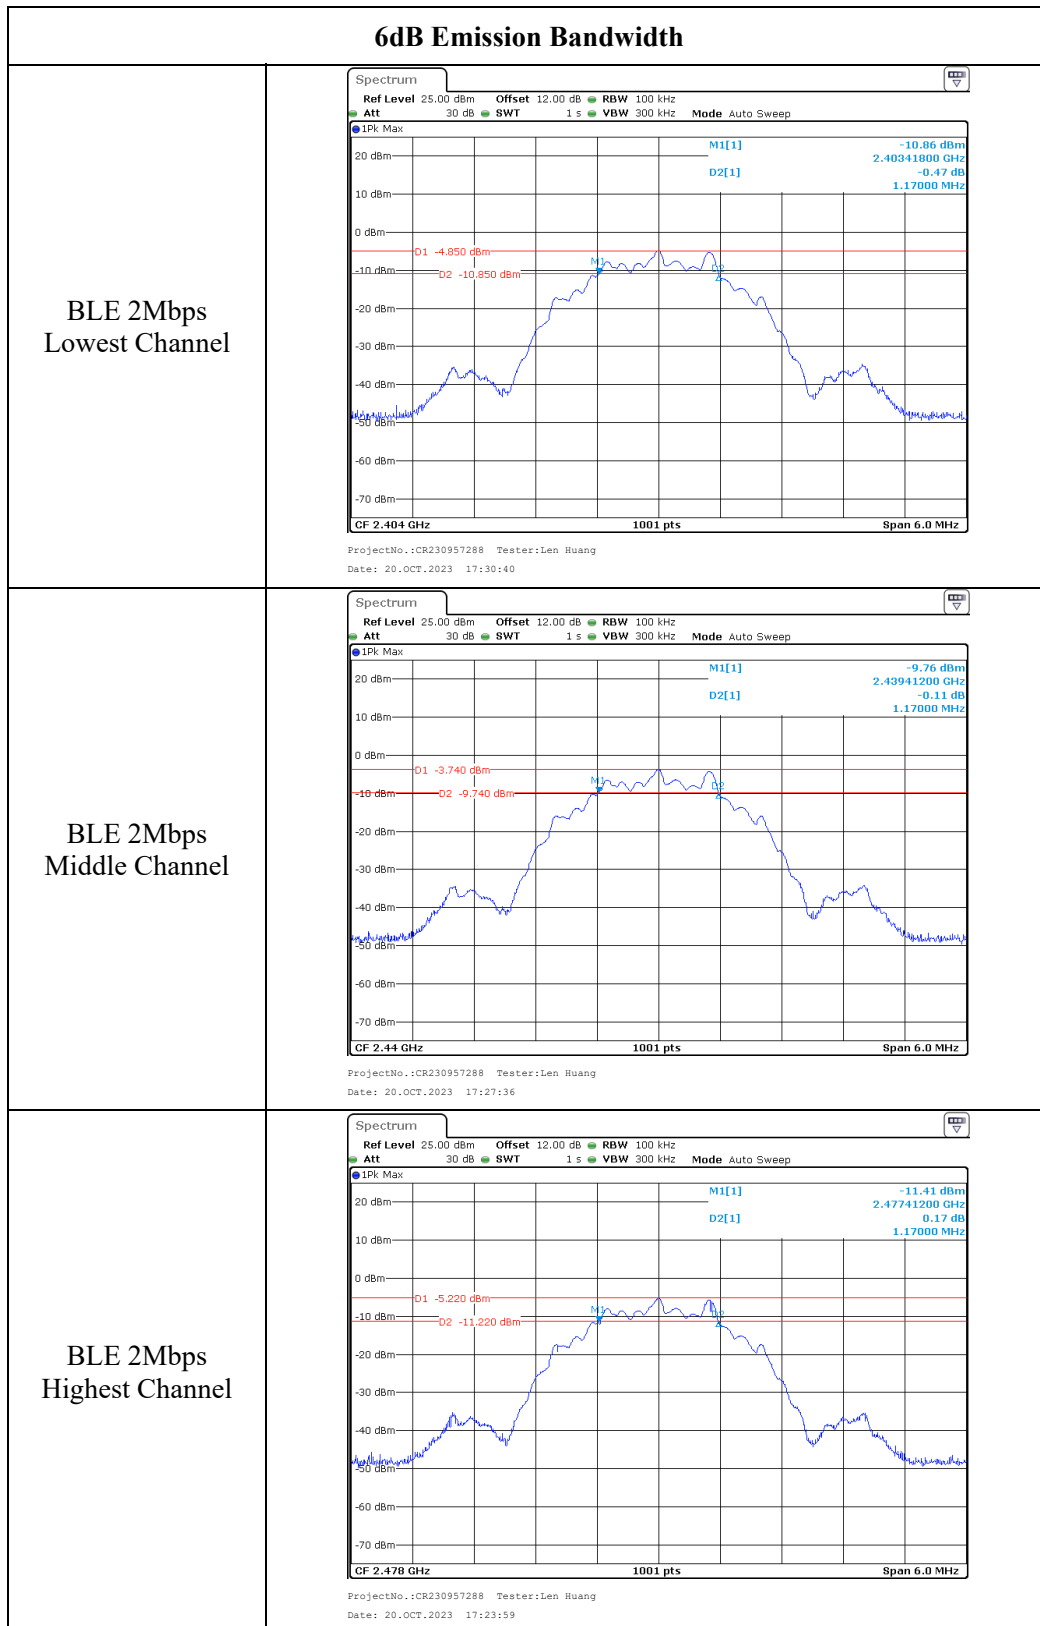 6dB Emission Bandwidth
BLE 2Mbps
Lowest Channel
Spectrum
Ref Level 25.00 dBm Offset 12.00 dB RBW 100 kHz
Att 30 dB SWT 1 s VBW 300 kHz Mode Auto Sweep
1Pk Max
M1[1] -10.86 dBm
2.40341800 GHz
D2[1] -0.47 dB
1.17000 MHz
20 dBm
10 dBm
0 dBm
D1 -4.850 dBm
M1
D2
-10 dBm
D2 -10.850 dBm
-20 dBm
-30 dBm
-40 dBm
-50 dBm
-60 dBm
-70 dBm
CF 2.404 GHz 1001 pts Span 6.0 MHz
ProjectNo.:CR230957288 Tester:Len Huang
Date: 20.OCT.2023 17:30:40
BLE 2Mbps
Middle Channel
Spectrum
Ref Level 25.00 dBm Offset 12.00 dB RBW 100 kHz
Att 30 dB SWT 1 s VBW 300 kHz Mode Auto Sweep
1Pk Max
M1[1] -9.76 dBm
2.43941200 GHz
D2[1] -0.11 dB
1.17000 MHz
20 dBm
10 dBm
0 dBm
D1 -3.740 dBm
M1
D2
-10 dBm
D2 -9.740 dBm
-20 dBm
-30 dBm
-40 dBm
-50 dBm
-60 dBm
-70 dBm
CF 2.44 GHz 1001 pts Span 6.0 MHz
ProjectNo.:CR230957288 Tester:Len Huang
Date: 20.OCT.2023 17:27:36
BLE 2Mbps
Highest Channel
Spectrum
Ref Level 25.00 dBm Offset 12.00 dB RBW 100 kHz
Att 30 dB SWT 1 s VBW 300 kHz Mode Auto Sweep
1Pk Max
M1[1] -11.41 dBm
2.47741200 GHz
D2[1] 0.17 dB
1.17000 MHz
20 dBm
10 dBm
0 dBm
D1 -5.220 dBm
M1
D2
-10 dBm
D2 -11.220 dBm
-20 dBm
-30 dBm
-40 dBm
-50 dBm
-60 dBm
-70 dBm
CF 2.478 GHz 1001 pts Span 6.0 MHz
ProjectNo.:CR230957288 Tester:Len Huang
Date: 20.OCT.2023 17:23:59